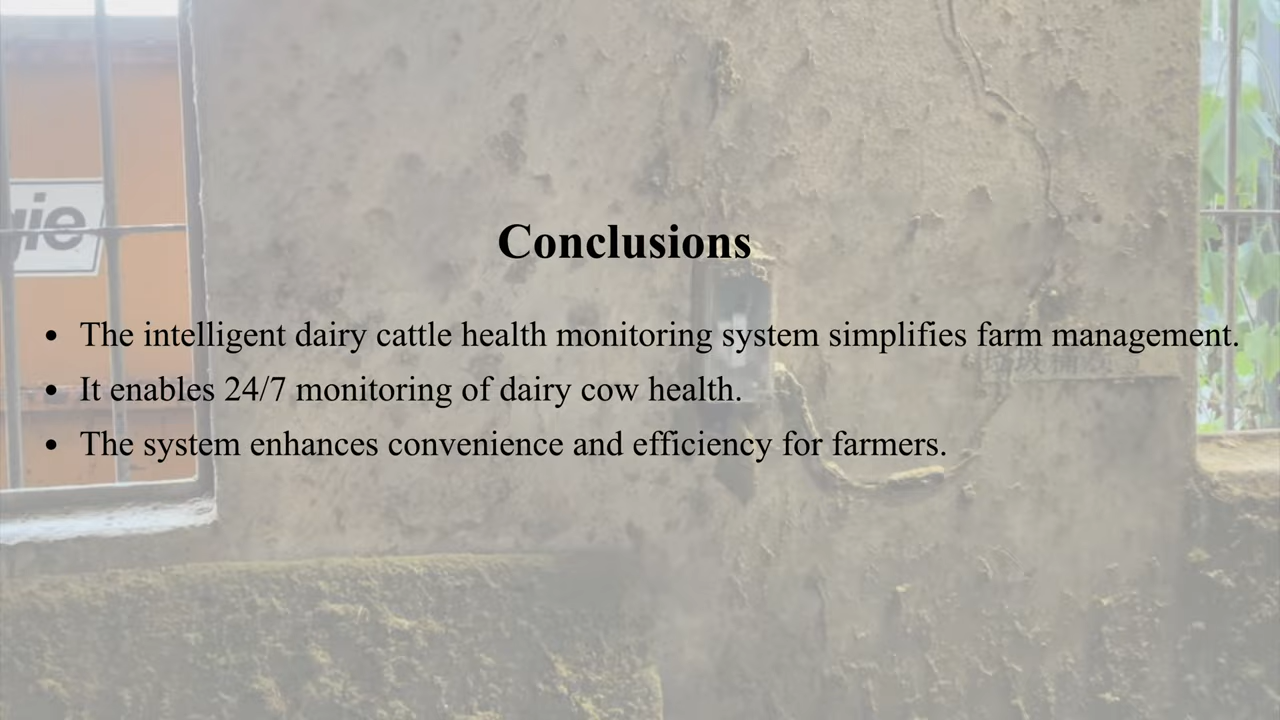 gie
Conclusions
• The intelligent dairy cattle health monitoring system simplifies farm management.
• It enables 24/7 monitoring of dairy cow health.
• The system enhances convenience and efficiency for farmers.